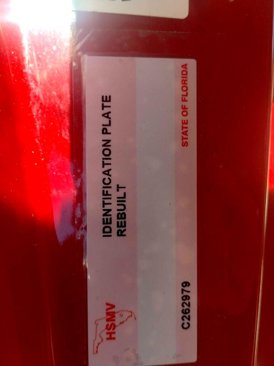 IDENTIFICATION PLATE
REBUILT
HSMV
STATE OF FLORIDA
C262979